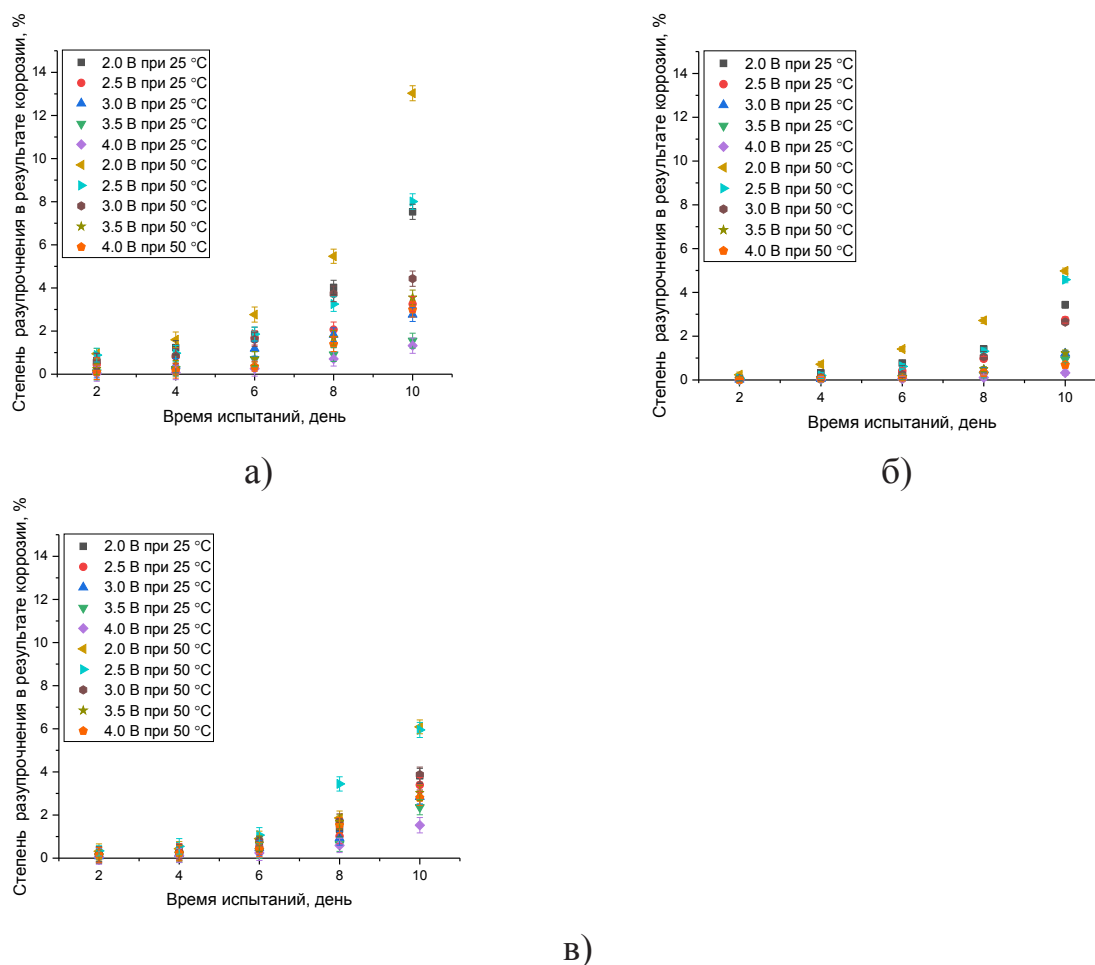 Степень разупрочнения в результате коррозии, %
14
12
10
8
6
4
2
0
2.0 В при 25 °C
2.5 В при 25 °C
3.0 В при 25 °C
3.5 В при 25 °C
4.0 В при 25 °C
2.0 В при 50 °C
2.5 В при 50 °C
3.0 В при 50 °C
3.5 В при 50 °C
4.0 В при 50 °C
2 4 6 8 10
Время испытаний, день
а)
Степень разупрочнения в результате коррозии, %
14
12
10
8
6
4
2
0
2.0 В при 25 °C
2.5 В при 25 °C
3.0 В при 25 °C
3.5 В при 25 °C
4.0 В при 25 °C
2.0 В при 50 °C
2.5 В при 50 °C
3.0 В при 50 °C
3.5 В при 50 °C
4.0 В при 50 °C
2 4 6 8 10
Время испытаний, день
б)
Степень разупрочнения в результате коррозии, %
14
12
10
8
6
4
2
0
2.0 В при 25 °C
2.5 В при 25 °C
3.0 В при 25 °C
3.5 В при 25 °C
4.0 В при 25 °C
2.0 В при 50 °C
2.5 В при 50 °C
3.0 В при 50 °C
3.5 В при 50 °C
4.0 В при 50 °C
2 4 6 8 10
Время испытаний, день
в)